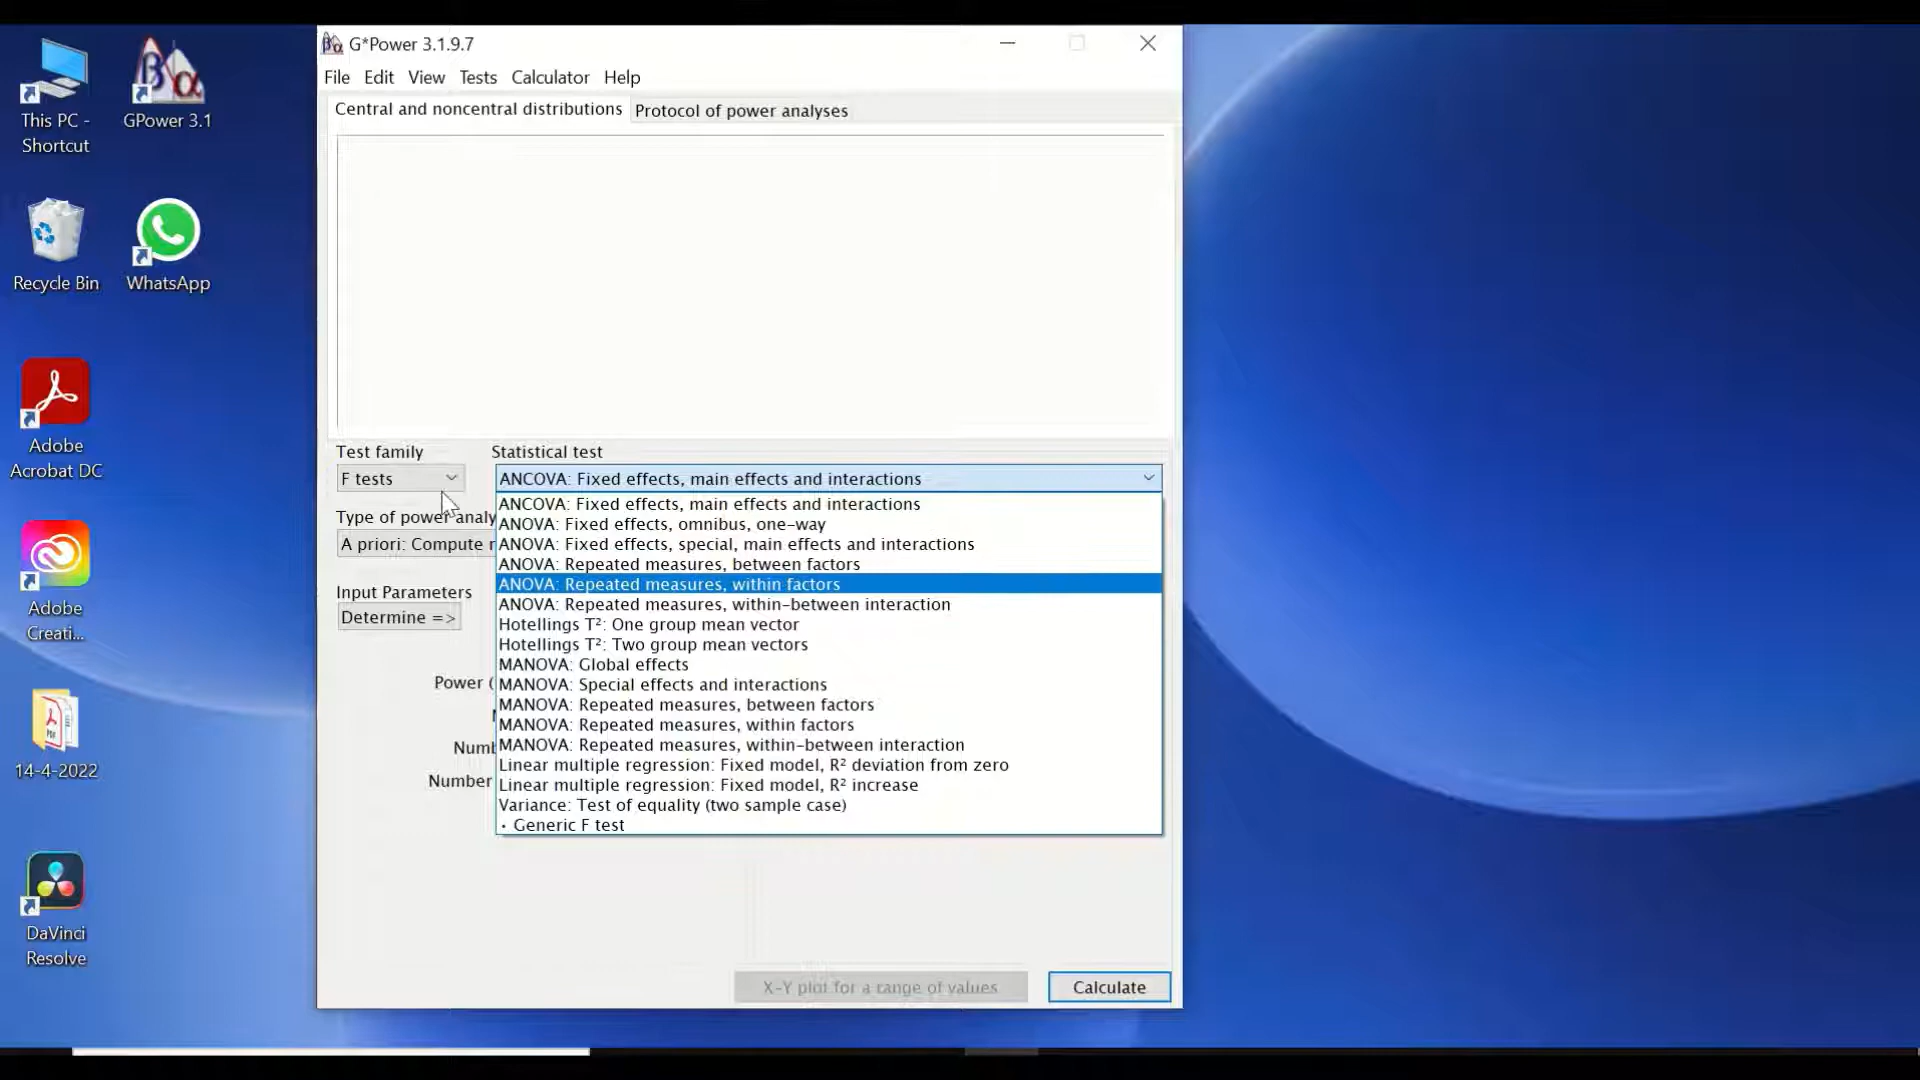 This PC -
Shortcut
GPower 3.1
Recycle Bin
WhatsApp
Adobe
Acrobat DC
Adobe
Creati...
14-4-2022
DaVinci
Resolve
G*Power 3.1.9.7
File Edit View Tests Calculator Help
Central and noncentral distributions
Protocol of power analyses
Test family
Statistical test
F tests
ANCOVA: Fixed effects, main effects and interactions
Type of power analy
A priori: Compute r
Input Parameters
Determine =>
Power (
Numb
Number
ANCOVA: Fixed effects, main effects and interactions
ANOVA: Fixed effects, omnibus, one-way
ANOVA: Fixed effects, special, main effects and interactions
ANOVA: Repeated measures, between factors
ANOVA: Repeated measures, within factors
ANOVA: Repeated measures, within-between interaction
Hotellings T²: One group mean vector
Hotellings T²: Two group mean vectors
MANOVA: Global effects
MANOVA: Special effects and interactions
MANOVA: Repeated measures, between factors
MANOVA: Repeated measures, within factors
MANOVA: Repeated measures, within-between interaction
Linear multiple regression: Fixed model, R² deviation from zero
Linear multiple regression: Fixed model, R² increase
Variance: Test of equality (two sample case)
· Generic F test
X-Y plot for a range of values
Calculate